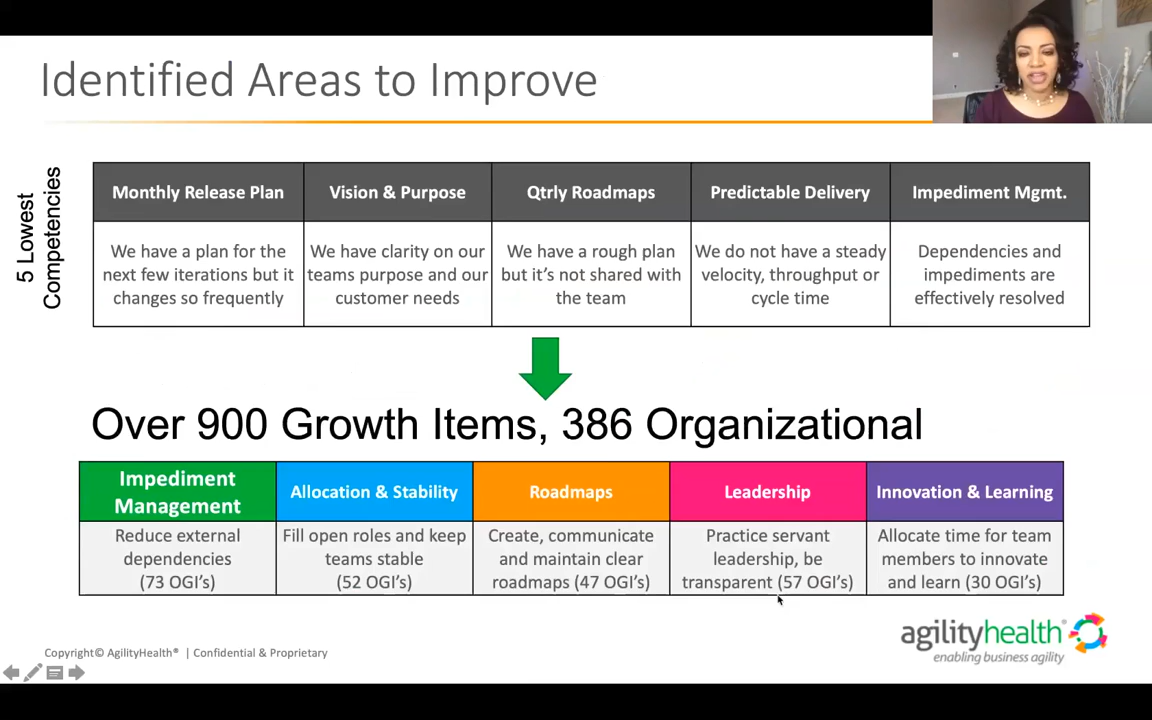 Identified Areas to Improve
5 Lowest
Competencies
Monthly Release Plan
We have a plan for the
next few iterations but it
changes so frequently
Vision & Purpose
We have clarity on our
teams purpose and our
customer needs
Qtrly Roadmaps
We have a rough plan
but it’s not shared with
the team
Predictable Delivery
We do not have a steady
velocity, throughput or
cycle time
Impediment Mgmt.
Dependencies and
impediments are
effectively resolved
Over 900 Growth Items, 386 Organizational
Impediment
Management
Reduce external
dependencies
(73 OGI’s)
Allocation & Stability
Fill open roles and keep
teams stable
(52 OGI’s)
Roadmaps
Create, communicate
and maintain clear
roadmaps (47 OGI’s)
Leadership
Practice servant
leadership, be
transparent (57 OGI’s)
Innovation & Learning
Allocate time for team
members to innovate
and learn (30 OGI’s)
agilityhealth®
enabling business agility
Copyright© AgilityHealth® | Confidential & Proprietary